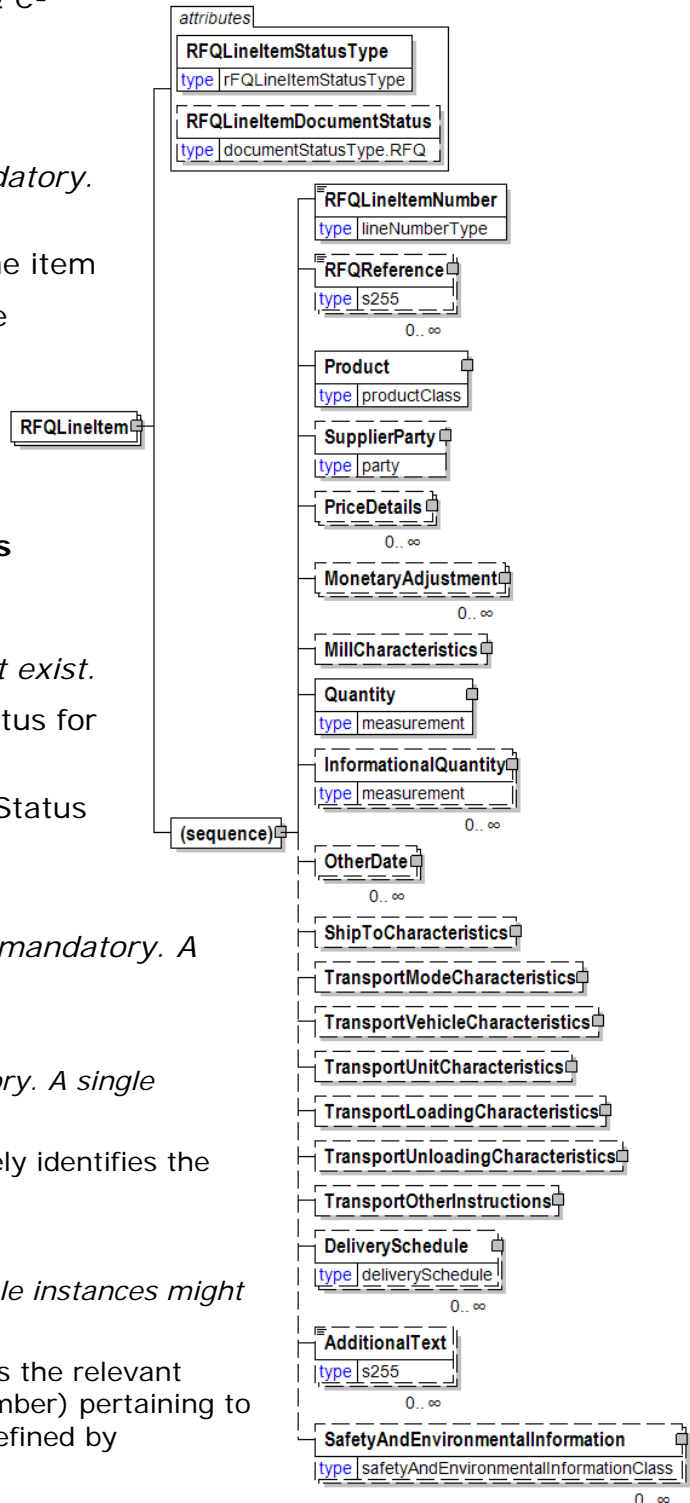 attributes
RFQLineItemStatusType
type rFQLineItemStatusType
RFQLineItemDocumentStatus
type documentStatusType.RFQ
datory.
RFQLineItemNumber
type lineNumberType
e item
RFQReference
type s255
0..∞
Product
type productClass
RFQLineItem
SupplierParty
type party
PriceDetails
0..∞
s
MonetaryAdjustment
0..∞
MillCharacteristics
t exist.
Quantity
type measurement
tus for
InformationalQuantity
type measurement
0..∞
Status
(sequence)
OtherDate
0..∞
ShipToCharacteristics
mandatory. A
TransportModeCharacteristics
TransportVehicleCharacteristics
TransportUnitCharacteristics
ry. A single
TransportLoadingCharacteristics
TransportUnloadingCharacteristics
ely identifies the
TransportOtherInstructions
DeliverySchedule
type deliverySchedule
0..∞
le instances might
AdditionalText
type s255
0..∞
s the relevant
mber) pertaining to
efined by
SafetyAndEnvironmentalInformation
type safetyAndEnvironmentalInformationClass
0..∞